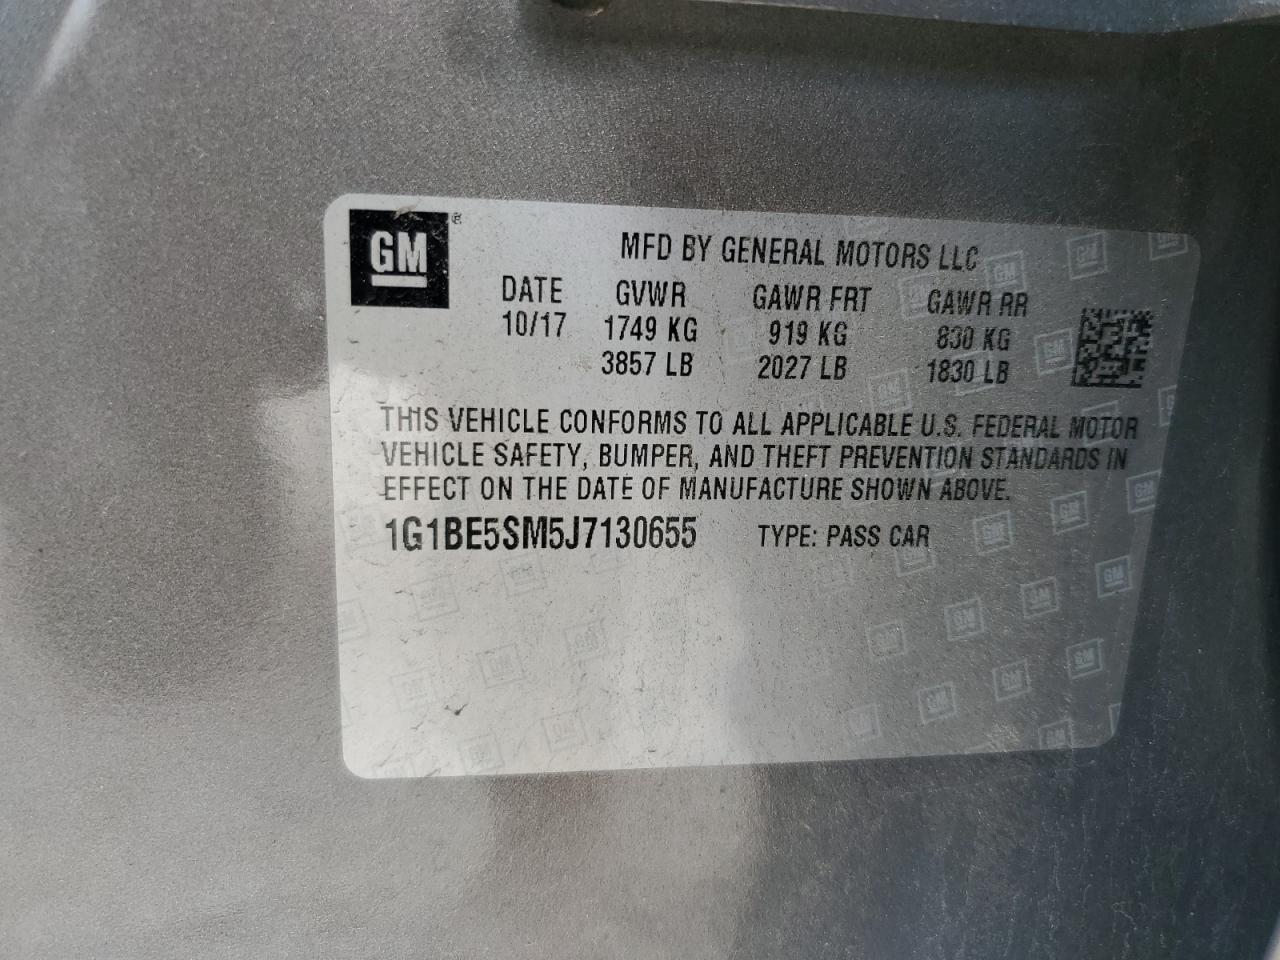 GM ®
MFD BY GENERAL MOTORS LLC
DATE GVWR GAWR FRT GAWR RR
10/17 1749 KG 919 KG 830 KG
3857 LB 2027 LB 1830 LB
THIS VEHICLE CONFORMS TO ALL APPLICABLE U.S. FEDERAL MOTOR
VEHICLE SAFETY, BUMPER, AND THEFT PREVENTION STANDARDS IN
EFFECT ON THE DATE OF MANUFACTURE SHOWN ABOVE.
1G1BE5SM5J7130655 TYPE: PASS CAR